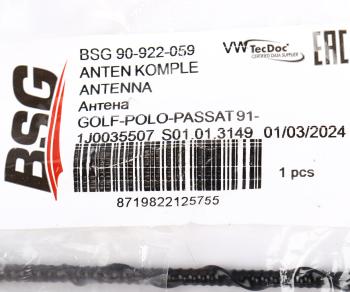 BSG
BSG 90-922-059
VW TecDoc
CERTIFIED DATA SUPPLIER
EAC
ANTEN KOMPLE
ANTENNA
Антена
GOLF-POLO-PASSAT 91-
1J0035507 S01.01.3149 01/03/2024
1 pcs
8719822125755